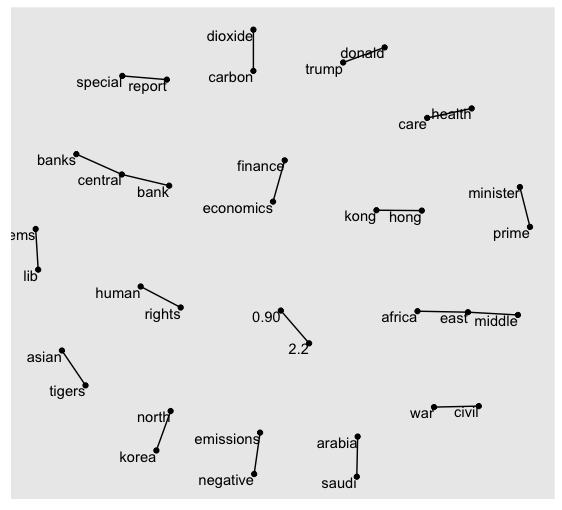 dioxide
donald
trump
carbon
special
report
health
care
banks
finance
central
bank
minister
economics
kong
hong
prime
ems
lib
human
rights
0.90
africa
east
middle
2.2
asian
tigers
north
war
civil
emissions
arabia
korea
negative
saudi